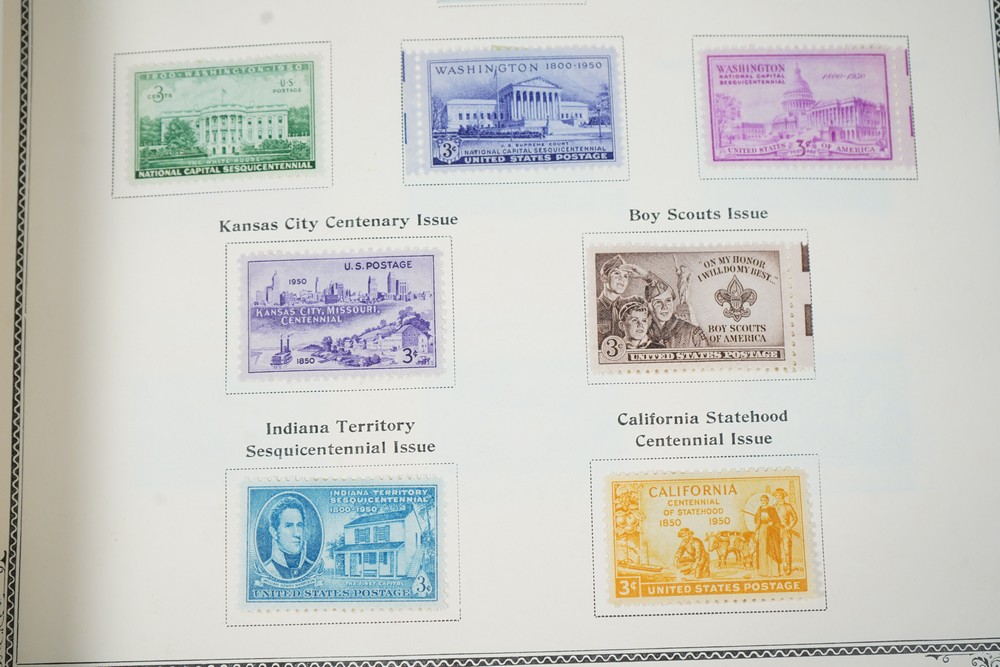 1800-WASHINGTON-1950
3 CENTS
U·S
POSTAGE
THE WHITE HOUSE
NATIONAL CAPITAL SESQUICENTENNIAL
WASHINGTON 1800-1950
3¢
U.S. SUPREME COURT
NATIONAL CAPITAL SESQUICENTENNIAL
UNITED STATES POSTAGE
WASHINGTON
NATIONAL CAPITAL
SESQUICENTENNIAL
1800-1950
UNITED STATES 3¢ OF AMERICA
Kansas City Centenary Issue
Boy Scouts Issue
U.S. POSTAGE
1950
KANSAS CITY, MISSOURI,
CENTENNIAL
1850
3¢
"ON MY HONOR
I WILL DO MY BEST..."
BOY SCOUTS
OF AMERICA
3¢
UNITED STATES POSTAGE
Indiana Territory
Sesquicentennial Issue
California Statehood
Centennial Issue
INDIANA TERRITORY
SESQUICENTENNIAL
1800-1950
THE FIRST CAPITOL
UNITED STATES POSTAGE
3¢
CALIFORNIA
CENTENNIAL
OF STATEHOOD
1850 1950
3¢
UNITED STATES POSTAGE